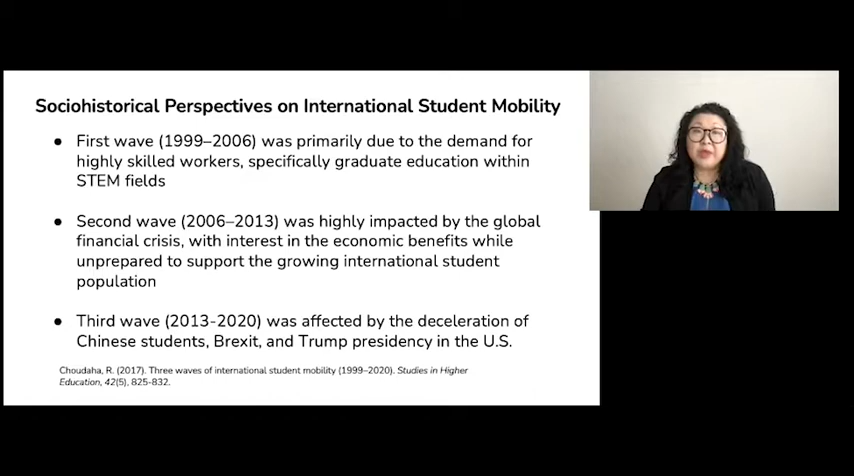 Sociohistorical Perspectives on International Student Mobility
● First wave (1999–2006) was primarily due to the demand for
highly skilled workers, specifically graduate education within
STEM fields
● Second wave (2006–2013) was highly impacted by the global
financial crisis, with interest in the economic benefits while
unprepared to support the growing international student
population
● Third wave (2013-2020) was affected by the deceleration of
Chinese students, Brexit, and Trump presidency in the U.S.
Choudaha, R. (2017). Three waves of international student mobility (1999–2020). Studies in Higher
Education, 42(5), 825-832.